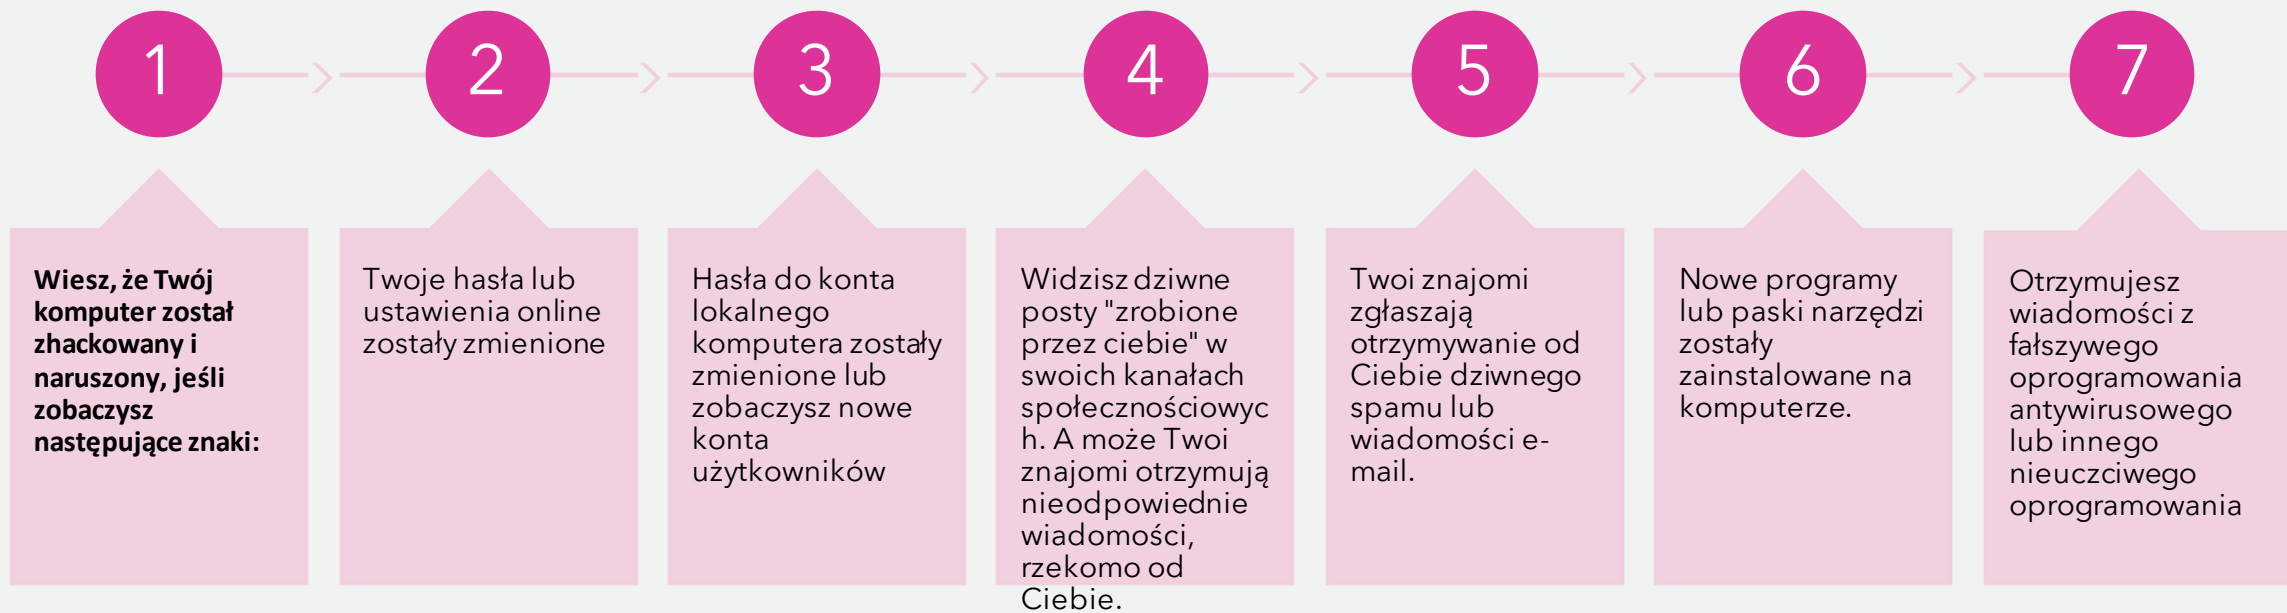 1
2
3
4
5
6
7
Wiesz, że Twój
komputer został
zhackowany i
naruszony, jeśli
zobaczysz
następujące znaki:
Twoje hasła lub
ustawienia online
zostały zmienione
Hasła do konta
lokalnego
komputera zostały
zmienione lub
zobaczysz nowe
konta
użytkowników
Widzisz dziwne
posty "zrobione
przez ciebie" w
swoich kanałach
społecznościowyc
h. A może Twoi
znajomi otrzymują
nieodpowiednie
wiadomości,
rzekomo od
Ciebie.
Twoi znajomi
zgłaszają
otrzymywanie od
Ciebie dziwnego
spamu lub
wiadomości e-
mail.
Nowe programy
lub paski narzędzi
zostały
zainstalowane na
komputerze.
Otrzymujesz
wiadomości z
fałszywego
oprogramowania
antywirusowego
lub innego
nieuczciwego
oprogramowania